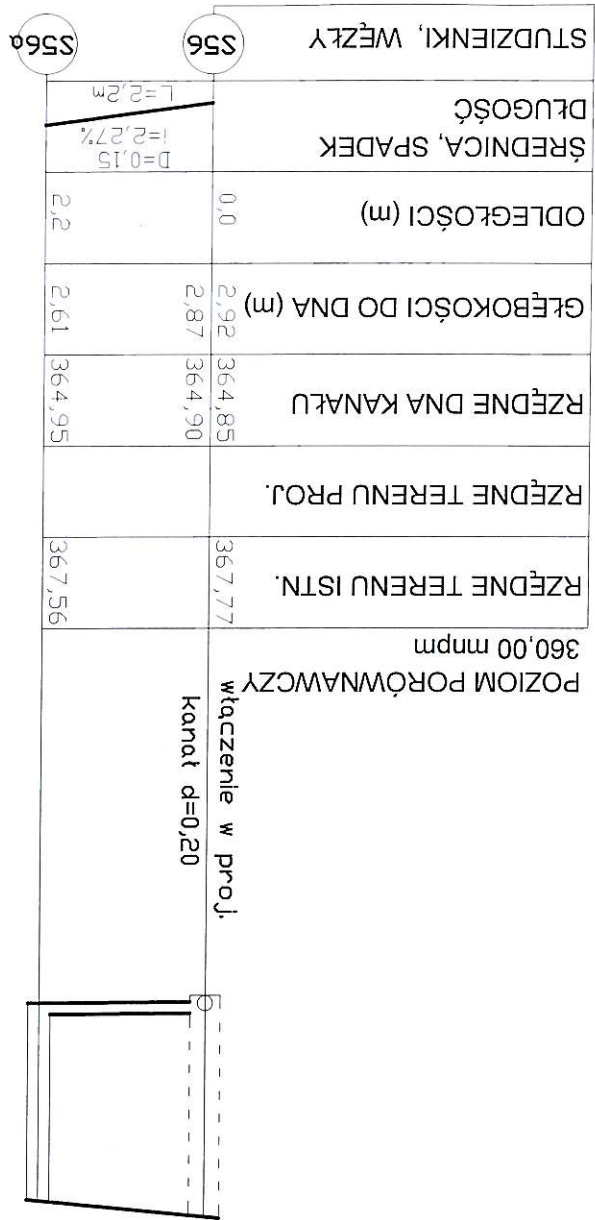 włączenie w proj.
kanał d=0,20
POZIOM PORÓWNAWCZY
360,00 mnpm
RZĘDNE TERENU ISTN.
367,77
367,56
RZĘDNE TERENU PROJ.
RZĘDNE DNA KANAŁU
364,85
364,90
364,95
GŁĘBOKOŚCI DO DNA (m)
2,92
2,87
2,61
ODLEGŁOŚCI (m)
0,0
2,2
ŚREDNICA, SPADEK
DŁUGOŚĆ
D=0,15
i=2,27%
L=2,2m
STUDZIENKI, WĘZŁY
S56
S56a